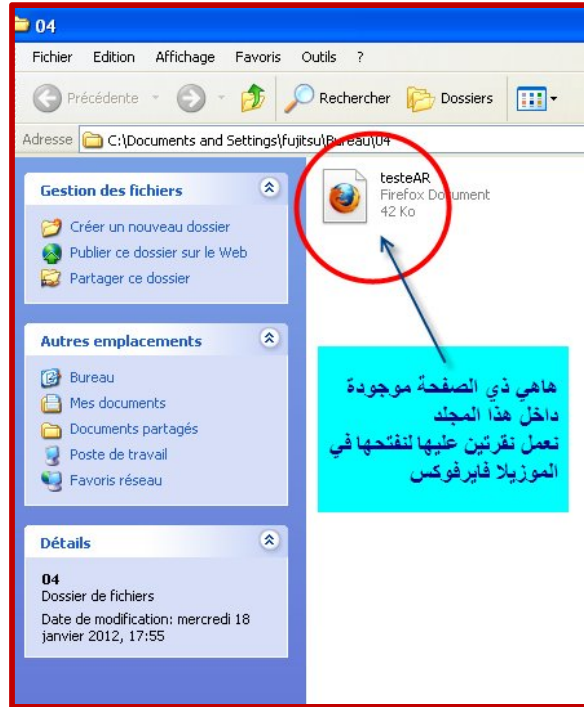 04
Fichier Edition Affichage Favoris Outils ?
Précédente Rechercher Dossiers
Adresse C:\Documents and Settings\fujitsu\Bureau\04
Gestion des fichiers
Créer un nouveau dossier
Publier ce dossier sur le Web
Partager ce dossier
Autres emplacements
Bureau
Mes documents
Documents partagés
Poste de travail
Favoris réseau
Détails
04
Dossier de fichiers
Date de modification: mercredi 18
janvier 2012, 17:55
testeAR
Firefox Document
42 Ko
هاهي ذي الصفحة موجودة
داخل هذا المجلد
نعمل نقرتين عليها لنفتحها في
الموزيلا فايرفوكس